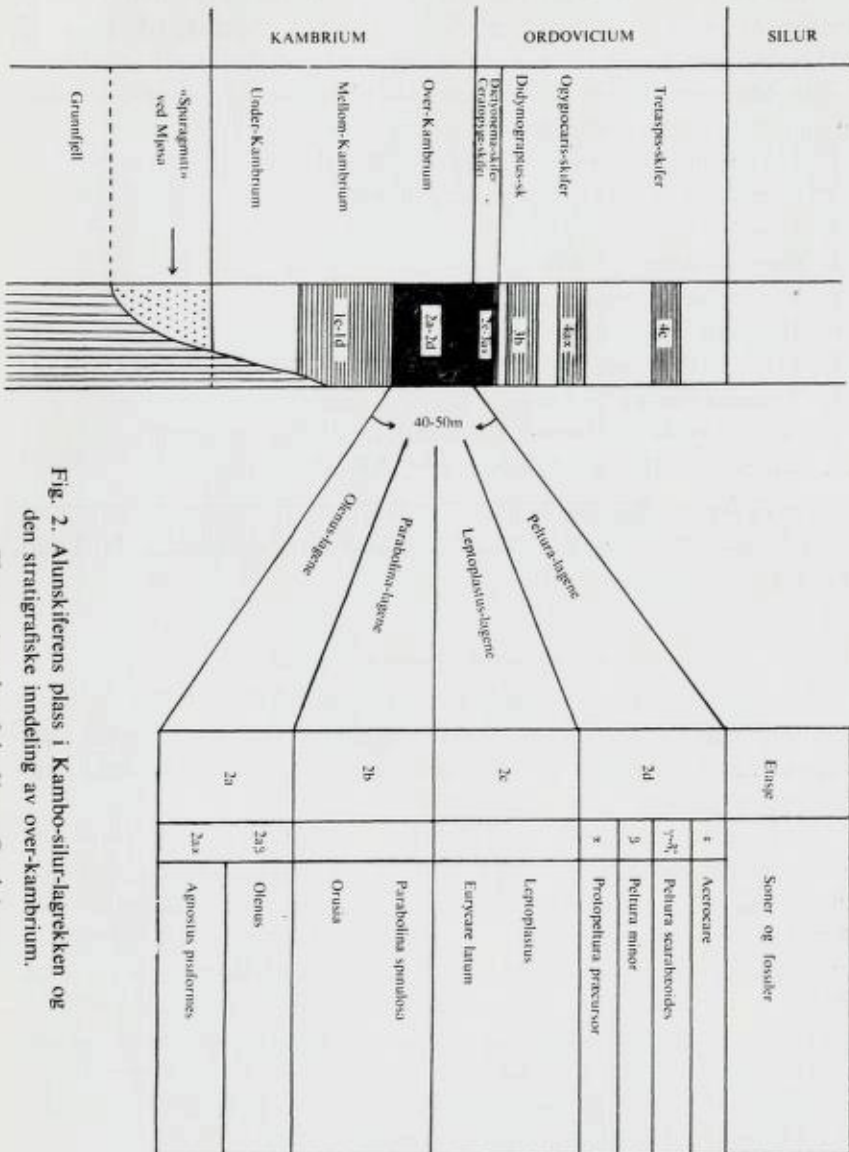 SILUR
ORDOVICIUM
KAMBRIUM
Tretaspis-skifer
Ogygiocaris-skifer
Didymograptus-sk
Ceratopyge-skifer
Dictyonema-skifer
Over-Kambrium
Mellom-Kambrium
Under-Kambrium
«Sparagmitt»
ved Mjøsa
Grunnfjell
4c
4aα
3b
2e-3aα
2a-2d
1c-1d
40-50m
Peltura-lagene
Leptoplastus-lagene
Parabolina-lagene
Olenus-lagene
Etasje
Soner og fossiler
2d
ε
Acerocare
Peltura scarabæoides
β
Peltura minor
α
Protopeltura præcursor
2c
Leptoplastus
Eurycare latum
2b
Parabolina spinulosa
Orusia
2a
2aβ
Olenus
2aα
Agnostus pisiformes
Fig. 2. Alunskiferens plass i Kambo-silur-lagrekken og
den stratigrafiske inndeling av over-kambrium.